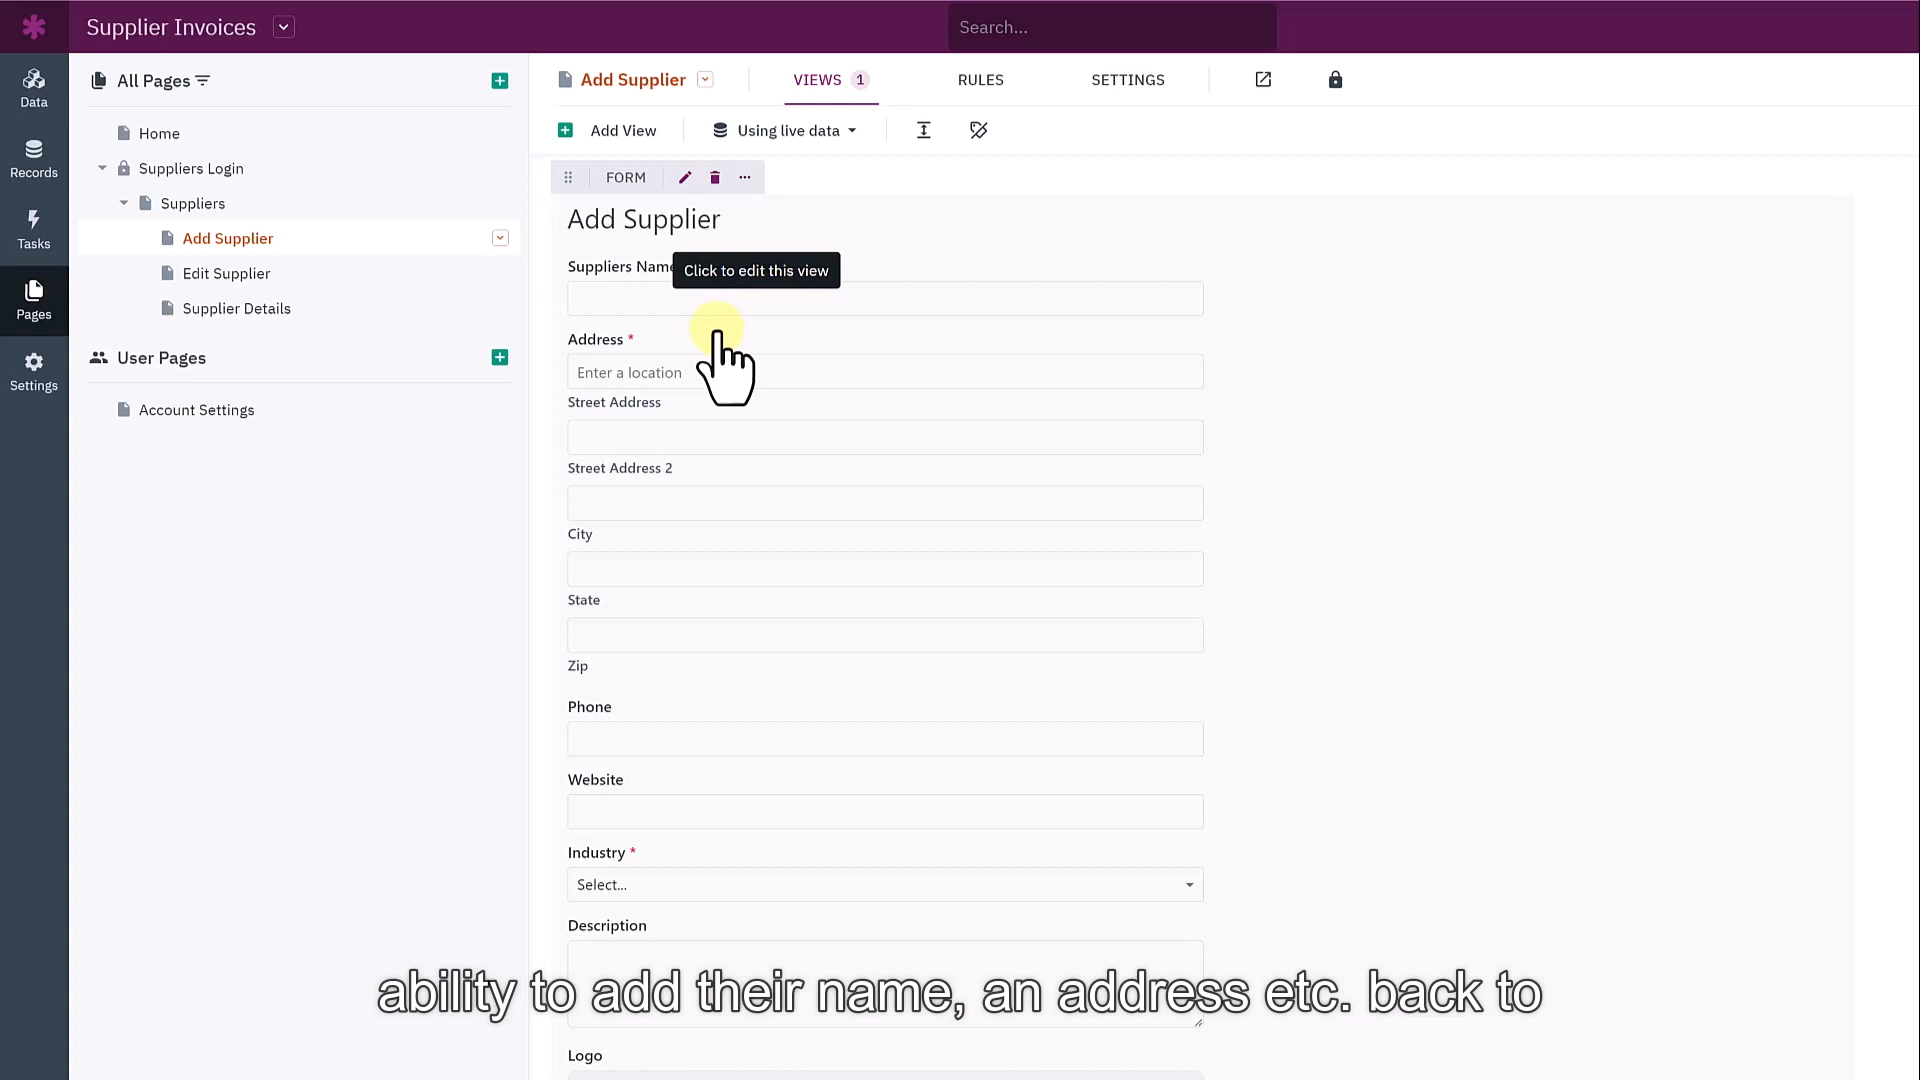 Supplier Invoices
Search...
Data
Records
Tasks
Pages
Settings
All Pages
Home
Suppliers Login
Suppliers
Add Supplier
Edit Supplier
Supplier Details
User Pages
Account Settings
Add Supplier
VIEWS 1
RULES
SETTINGS
Add View
Using live data
FORM
Add Supplier
Suppliers Name
Click to edit this view
Address *
Enter a location
Street Address
Street Address 2
City
State
Zip
Phone
Website
Industry *
Select...
Description
ability to add their name, an address etc. back to
Logo